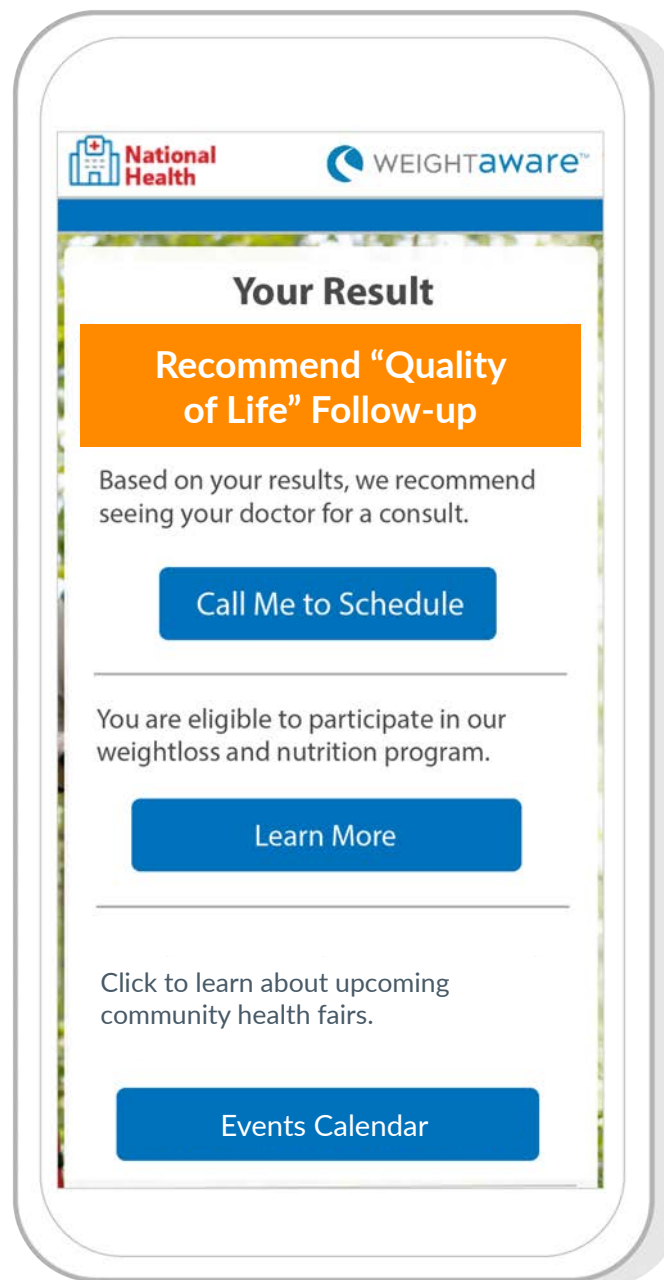 National
Health
WEIGHTaware™
Your Result
Recommend “Quality
of Life” Follow-up
Based on your results, we recommend
seeing your doctor for a consult.
Call Me to Schedule
You are eligible to participate in our
weightloss and nutrition program.
Learn More
Click to learn about upcoming
community health fairs.
Events Calendar